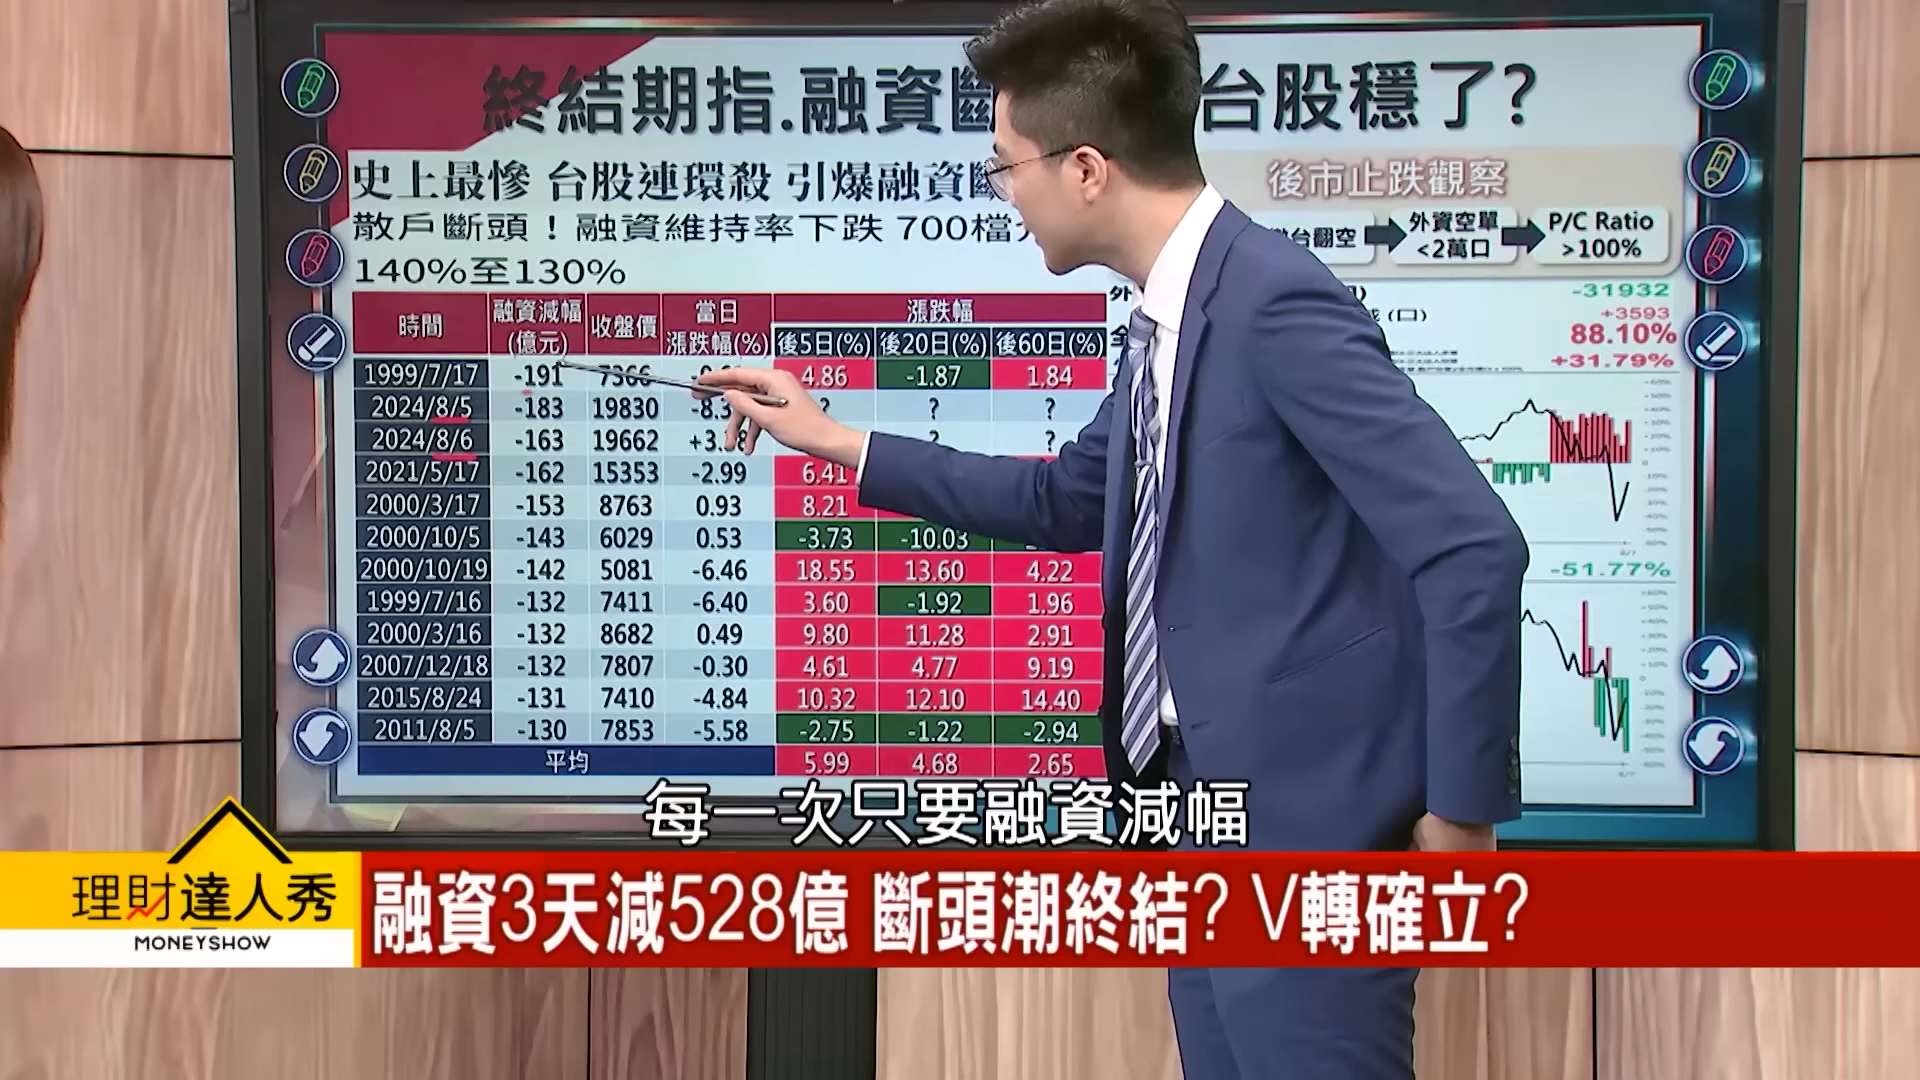 終結期指.融資斷 台股穩了?
史上最慘 台股連環殺 引爆融資斷
散戶斷頭！融資維持率下跌 700檔
140%至130%
後市止跌觀察
台翻空 外資空單 <2萬口 P/C Ratio >100%
-31932
(口) +3593
88.10%
+31.79%
-51.77%
時間 融資減幅(億元) 收盤價 當日漲跌幅(%) 漲跌幅
後5日(%) 後20日(%) 後60日(%)
1999/7/17 -191 7366 4.86 -1.87 1.84
2024/8/5 -183 19830 -8.3 ? ? ?
2024/8/6 -163 19662 +3. 8 ? ?
2021/5/17 -162 15353 -2.99 6.41
2000/3/17 -153 8763 0.93 8.21
2000/10/5 -143 6029 0.53 -3.73 -10.03
2000/10/19 -142 5081 -6.46 18.55 13.60 4.22
1999/7/16 -132 7411 -6.40 3.60 -1.92 1.96
2000/3/16 -132 8682 0.49 9.80 11.28 2.91
2007/12/18 -132 7807 -0.30 4.61 4.77 9.19
2015/8/24 -131 7410 -4.84 10.32 12.10 14.40
2011/8/5 -130 7853 -5.58 -2.75 -1.22 -2.94
平均 5.99 4.68 2.65
每一次只要融資減幅
理財達人秀
MONEYSHOW
融資3天減528億 斷頭潮終結? V轉確立?